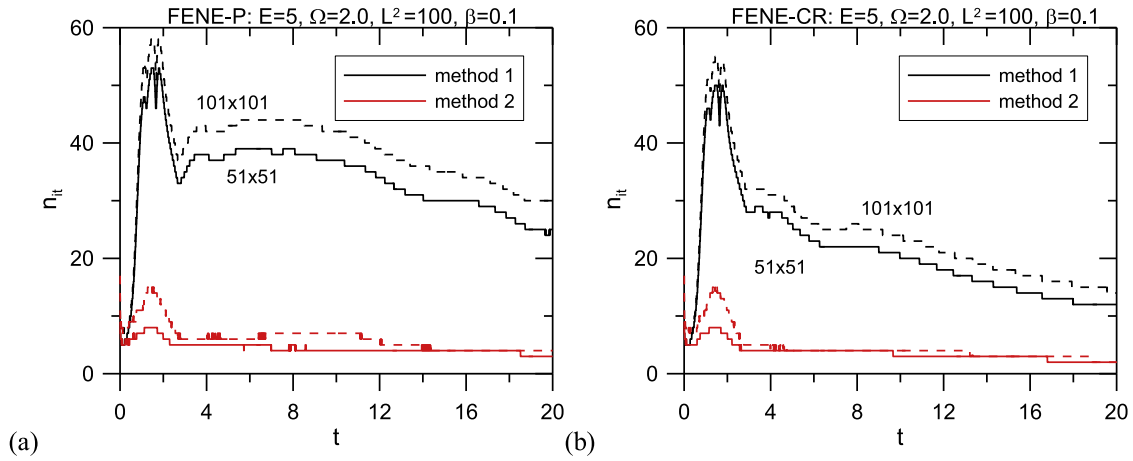 FENE-P: E=5, Ω=2.0, L²=100, β=0.1
60
40
20
0
n_it
method 1
method 2
101x101
51x51
0 4 8 12 16 20
t
(a)
FENE-CR: E=5, Ω=2.0, L²=100, β=0.1
60
40
20
0
n_it
method 1
method 2
101x101
51x51
0 4 8 12 16 20
t
(b)